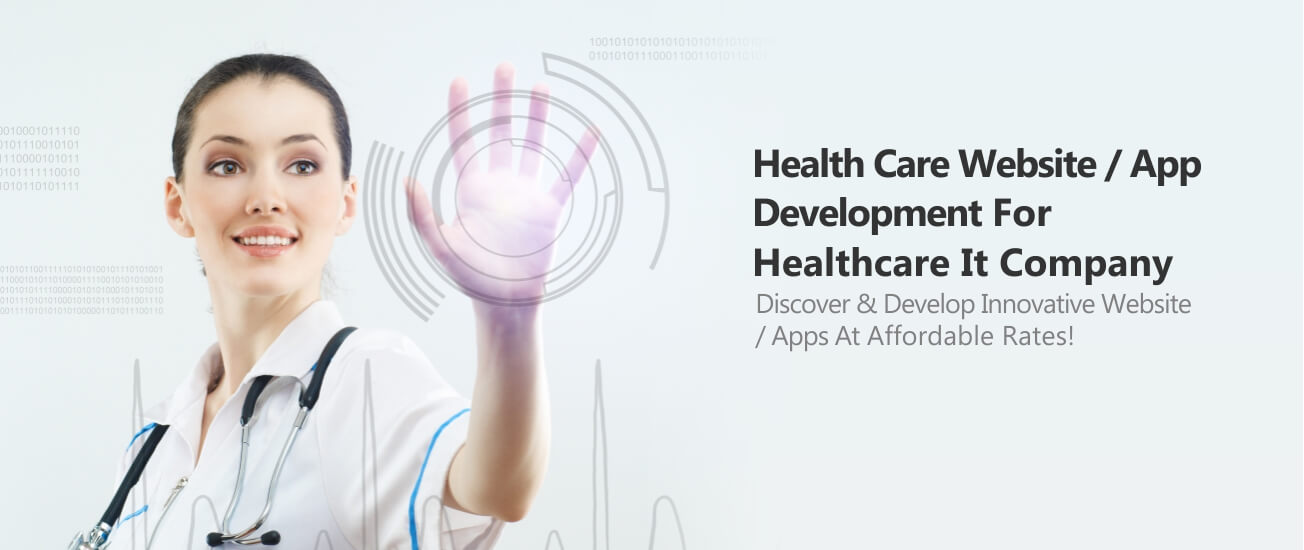 Health Care Website / App
Development For
Healthcare It Company
Discover & Develop Innovative Website
/ Apps At Affordable Rates!